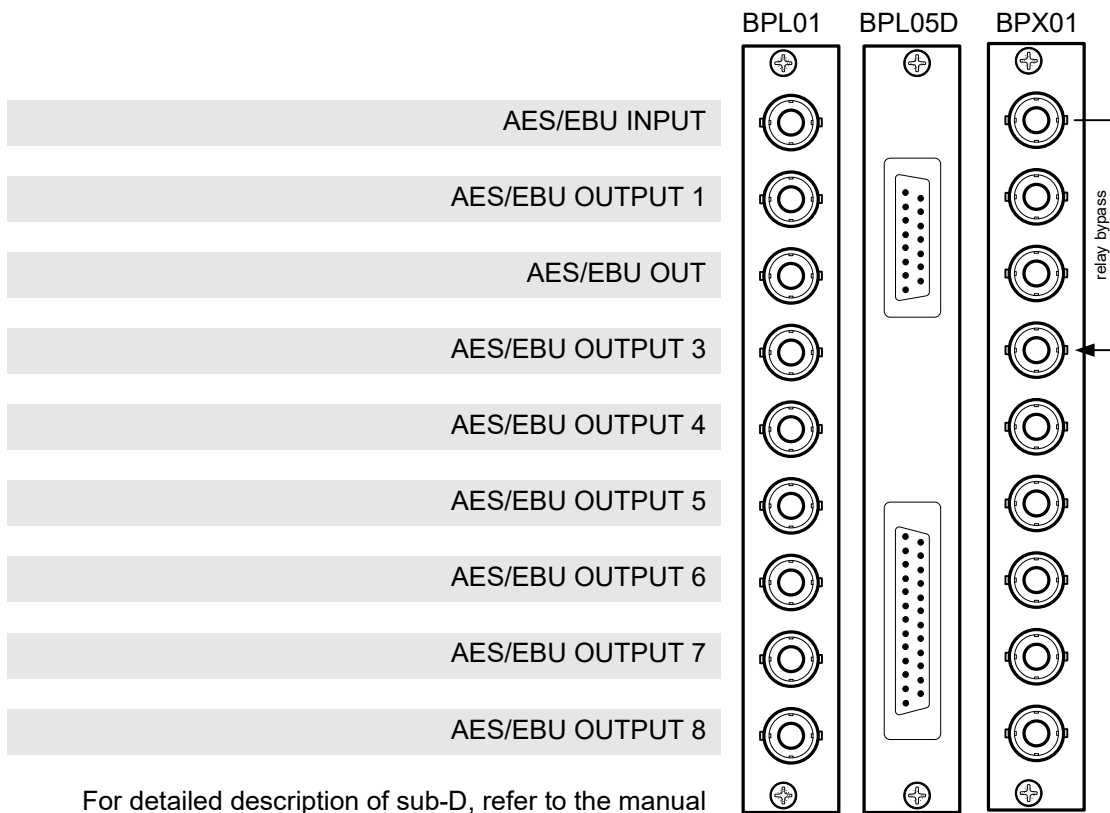 BPL01 BPL05D BPX01
AES/EBU INPUT
AES/EBU OUTPUT 1
relay bypass
AES/EBU OUT
AES/EBU OUTPUT 3
AES/EBU OUTPUT 4
AES/EBU OUTPUT 5
AES/EBU OUTPUT 6
AES/EBU OUTPUT 7
AES/EBU OUTPUT 8
For detailed description of sub-D, refer to the manual